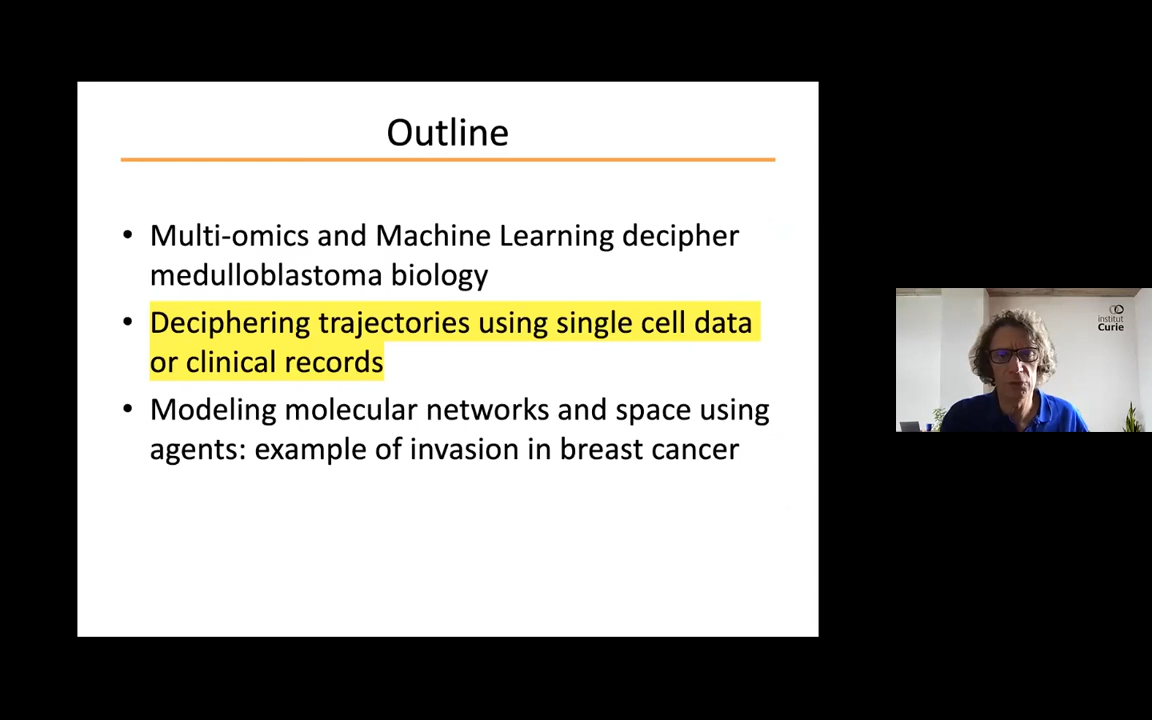 Outline
• Multi-omics and Machine Learning decipher
medulloblastoma biology
• Deciphering trajectories using single cell data
or clinical records
• Modeling molecular networks and space using
agents: example of invasion in breast cancer
institut
Curie